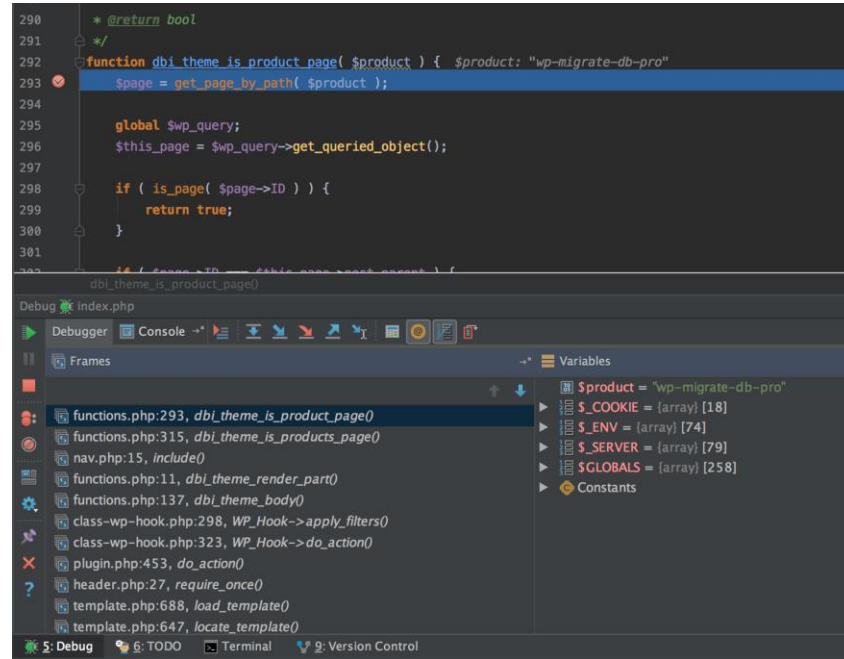 290 * @return bool
291 */
292 function dbi_theme_is_product_page( $product ) { $product: "wp-migrate-db-pro"
293 $page = get_page_by_path( $product );
294
295 global $wp_query;
296 $this_page = $wp_query->get_queried_object();
297
298 if ( is_page( $page->ID ) ) {
299 return true;
300 }
301
302 if ( $page->ID === $this_page->post_parent ) {
dbi_theme_is_product_page()
Debug index.php
Debugger Console
Frames
Variables
$product = "wp-migrate-db-pro"
$_COOKIE = {array} [18]
$_ENV = {array} [74]
$_SERVER = {array} [79]
$GLOBALS = {array} [258]
Constants
functions.php:293, dbi_theme_is_product_page()
functions.php:315, dbi_theme_is_products_page()
nav.php:15, include()
functions.php:11, dbi_theme_render_part()
functions.php:137, dbi_theme_body()
class-wp-hook.php:298, WP_Hook->apply_filters()
class-wp-hook.php:323, WP_Hook->do_action()
plugin.php:453, do_action()
header.php:27, require_once()
template.php:688, load_template()
template.php:647, locate_template()
5: Debug 6: TODO Terminal 9: Version Control